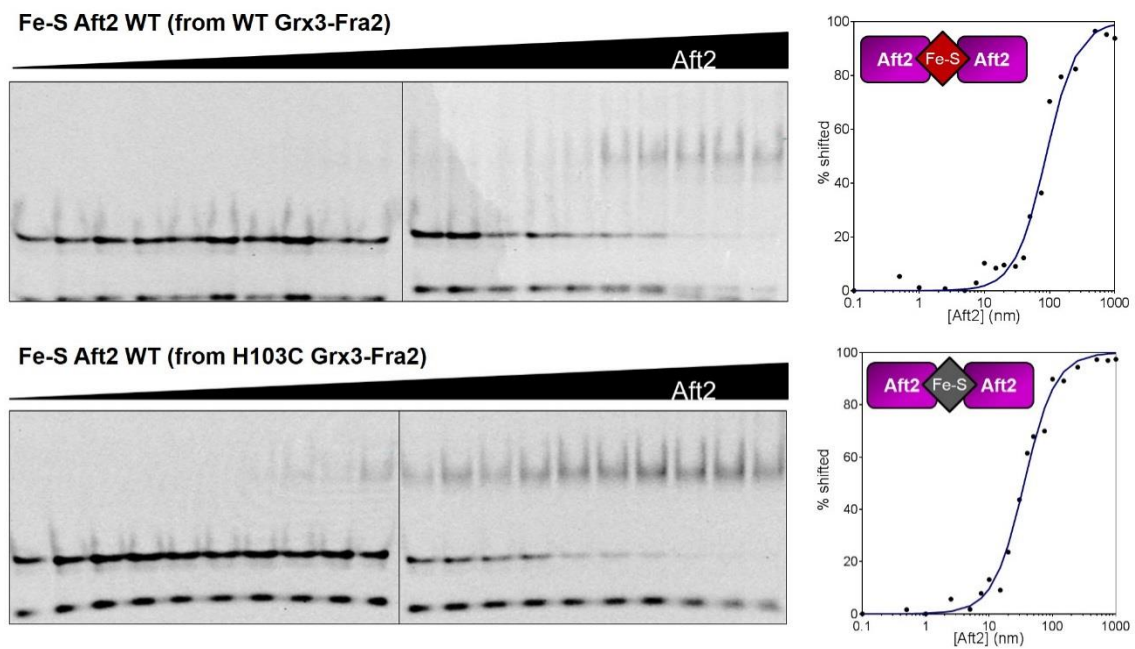 Fe-S Aft2 WT (from WT Grx3-Fra2)
Aft2
100
80
60
40
20
0
% shifted
Aft2 Fe-S Aft2
0.1 1 10 100 1000
[Aft2] (nm)
Fe-S Aft2 WT (from H103C Grx3-Fra2)
Aft2
100
80
60
40
20
0
% shifted
Aft2 Fe-S Aft2
0.1 1 10 100 1000
[Aft2] (nm)